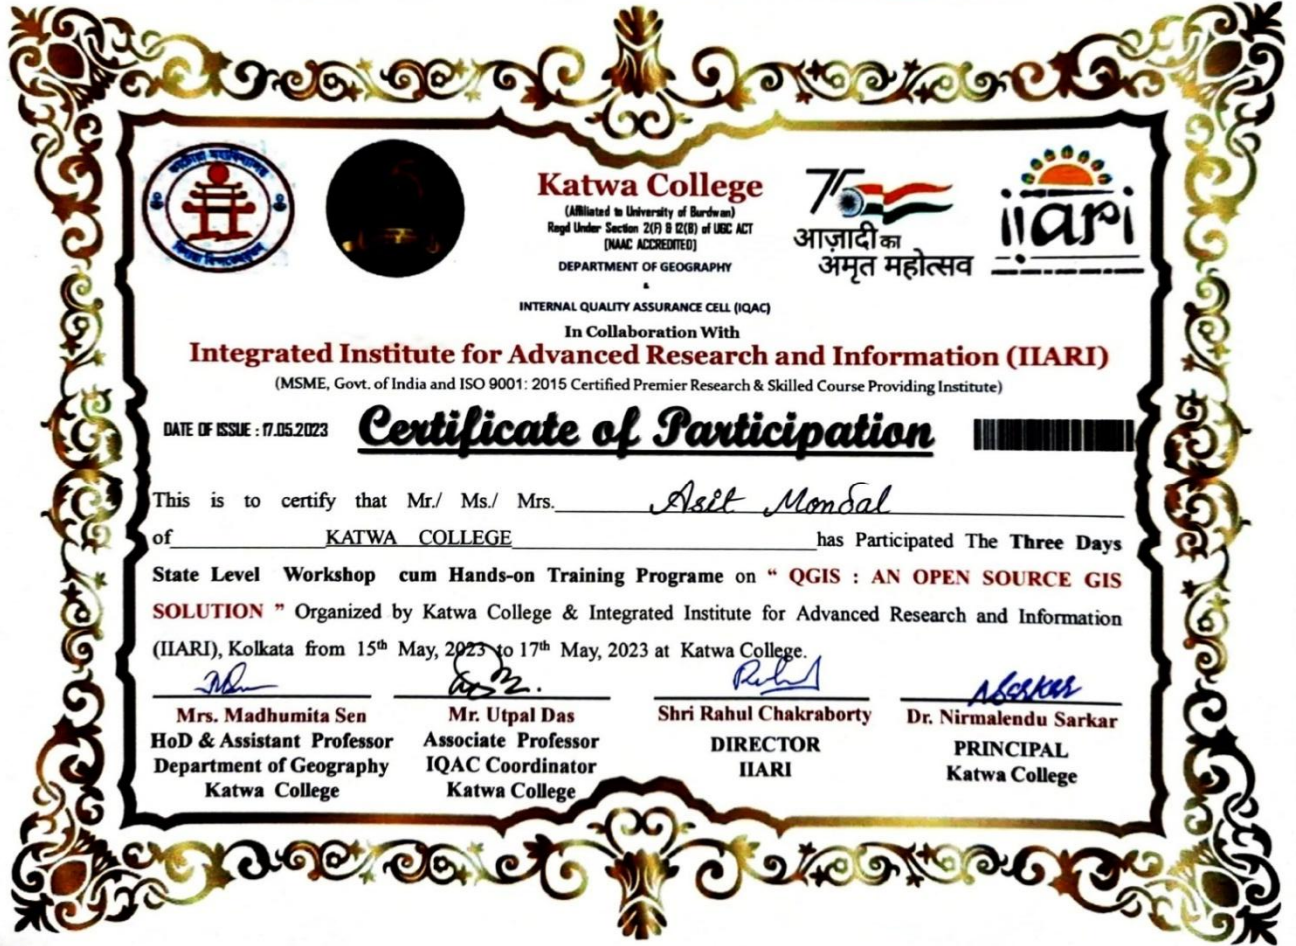 Katwa College
(Affiliated to University of Burdwan)
Regd Under Section 2(F) & 12(B) of UGC ACT
(NAAC ACCREDITED)
DEPARTMENT OF GEOGRAPHY
&
INTERNAL QUALITY ASSURANCE CELL (IQAC)
75
आज़ादी का
अमृत महोत्सव
iiari
In Collaboration With
Integrated Institute for Advanced Research and Information (IIARI)
(MSME, Govt. of India and ISO 9001: 2015 Certified Premier Research & Skilled Course Providing Institute)
DATE OF ISSUE : 17.05.2023
Certificate of Participation
This is to certify that Mr./ Ms./ Mrs. Asit Mondal
of KATWA COLLEGE has Participated The Three Days
State Level Workshop cum Hands-on Training Programe on “ QGIS : AN OPEN SOURCE GIS
SOLUTION ” Organized by Katwa College & Integrated Institute for Advanced Research and Information
(IIARI), Kolkata from 15th May, 2023 to 17th May, 2023 at Katwa College.
NSarkar
Mrs. Madhumita Sen
HoD & Assistant Professor
Department of Geography
Katwa College
Mr. Utpal Das
Associate Professor
IQAC Coordinator
Katwa College
Shri Rahul Chakraborty
DIRECTOR
IIARI
Dr. Nirmalendu Sarkar
PRINCIPAL
Katwa College